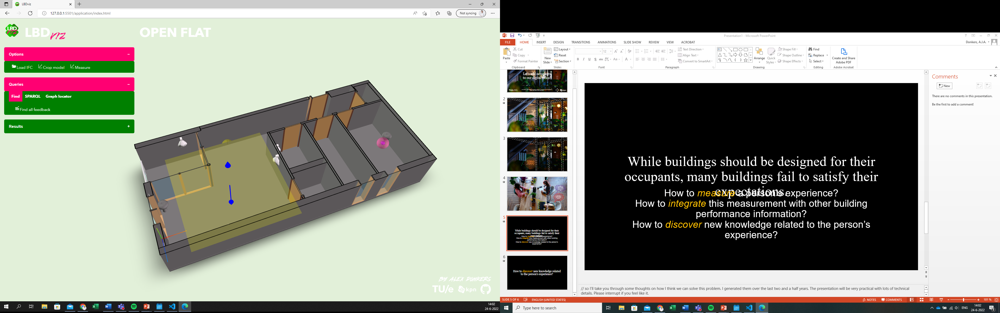 LBDviz
127.0.0.1:5501/application/index.html
Not syncing
LBD
viz
LBD viz
OPEN FLAT
Options
−
Load IFC
Crop model
Measure
Queries
−
Find
SPARQL
Graph locator
Find all feedback
Results
+
BY ALEX DONKERS
TU/e
kpn
14:02
24-6-2022
Presentation1 - Microsoft PowerPoint
FILE
HOME
INSERT
DESIGN
TRANSITIONS
ANIMATIONS
SLIDE SHOW
REVIEW
VIEW
ACROBAT
Donkers, A.J.A.
Paste
Cut
Copy
Format Painter
Clipboard
New
Slide
Layout
Reset
Section
Slides
12
B I U S abc AV Aa A
Font
Text Direction
Align Text
Convert to SmartArt
Paragraph
Arrange
Quick
Styles
Shape Fill
Shape Outline
Shape Effects
Drawing
Find
Replace
Select
Editing
Create and Share
Adobe PDF
Adobe Acrobat
Let's add occupants
to our digital twins!
TU/e
kpn
2
3
4
5
While buildings should be designed for their
occupants, many buildings fail to satisfy their
expectations.
How to measure a person's experience?
How to integrate this measurement with other building
performance information?
How to discover new knowledge related to the person's
experience?
6
How to discover new knowledge related
to the person's experience?
While buildings should be designed for their
occupants, many buildings fail to satisfy their
expectations.
How to measure a person's experience?
How to integrate this measurement with other building
performance information?
How to discover new knowledge related to the person's
experience?
Comments
New
There are no comments in this presentation.
Be the first to add a comment!
// so I'll take you through some thoughts on how I think we can solve this problem. I generated them over the last two and a half years. The presentation will be very practical with lots of technical
details. Please interrupt if you feel like it.
SLIDE 5 OF 6
ENGLISH (UNITED STATES)
NOTES
COMMENTS
101 %
Type here to search
ENG
14:02
24-6-2022